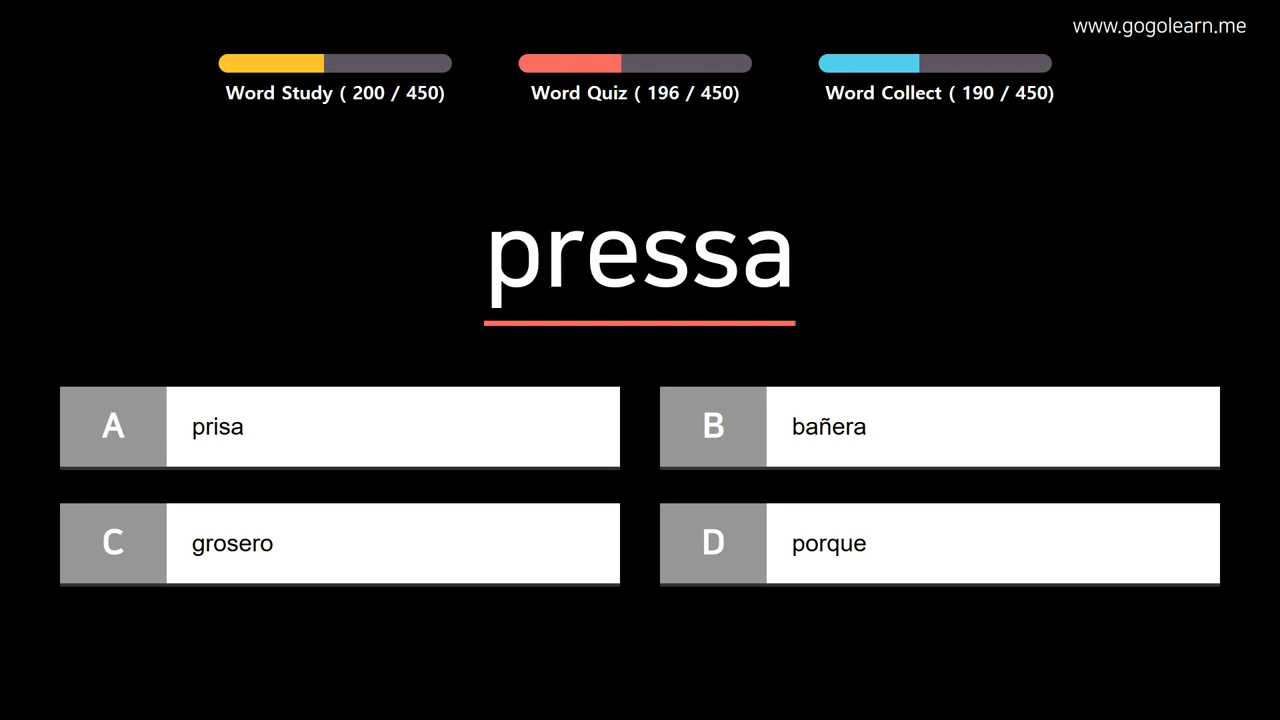 www.gogolearn.me
Word Study ( 200 / 450)
Word Quiz ( 196 / 450)
Word Collect ( 190 / 450)
pressa
A prisa
B bañera
C grosero
D porque